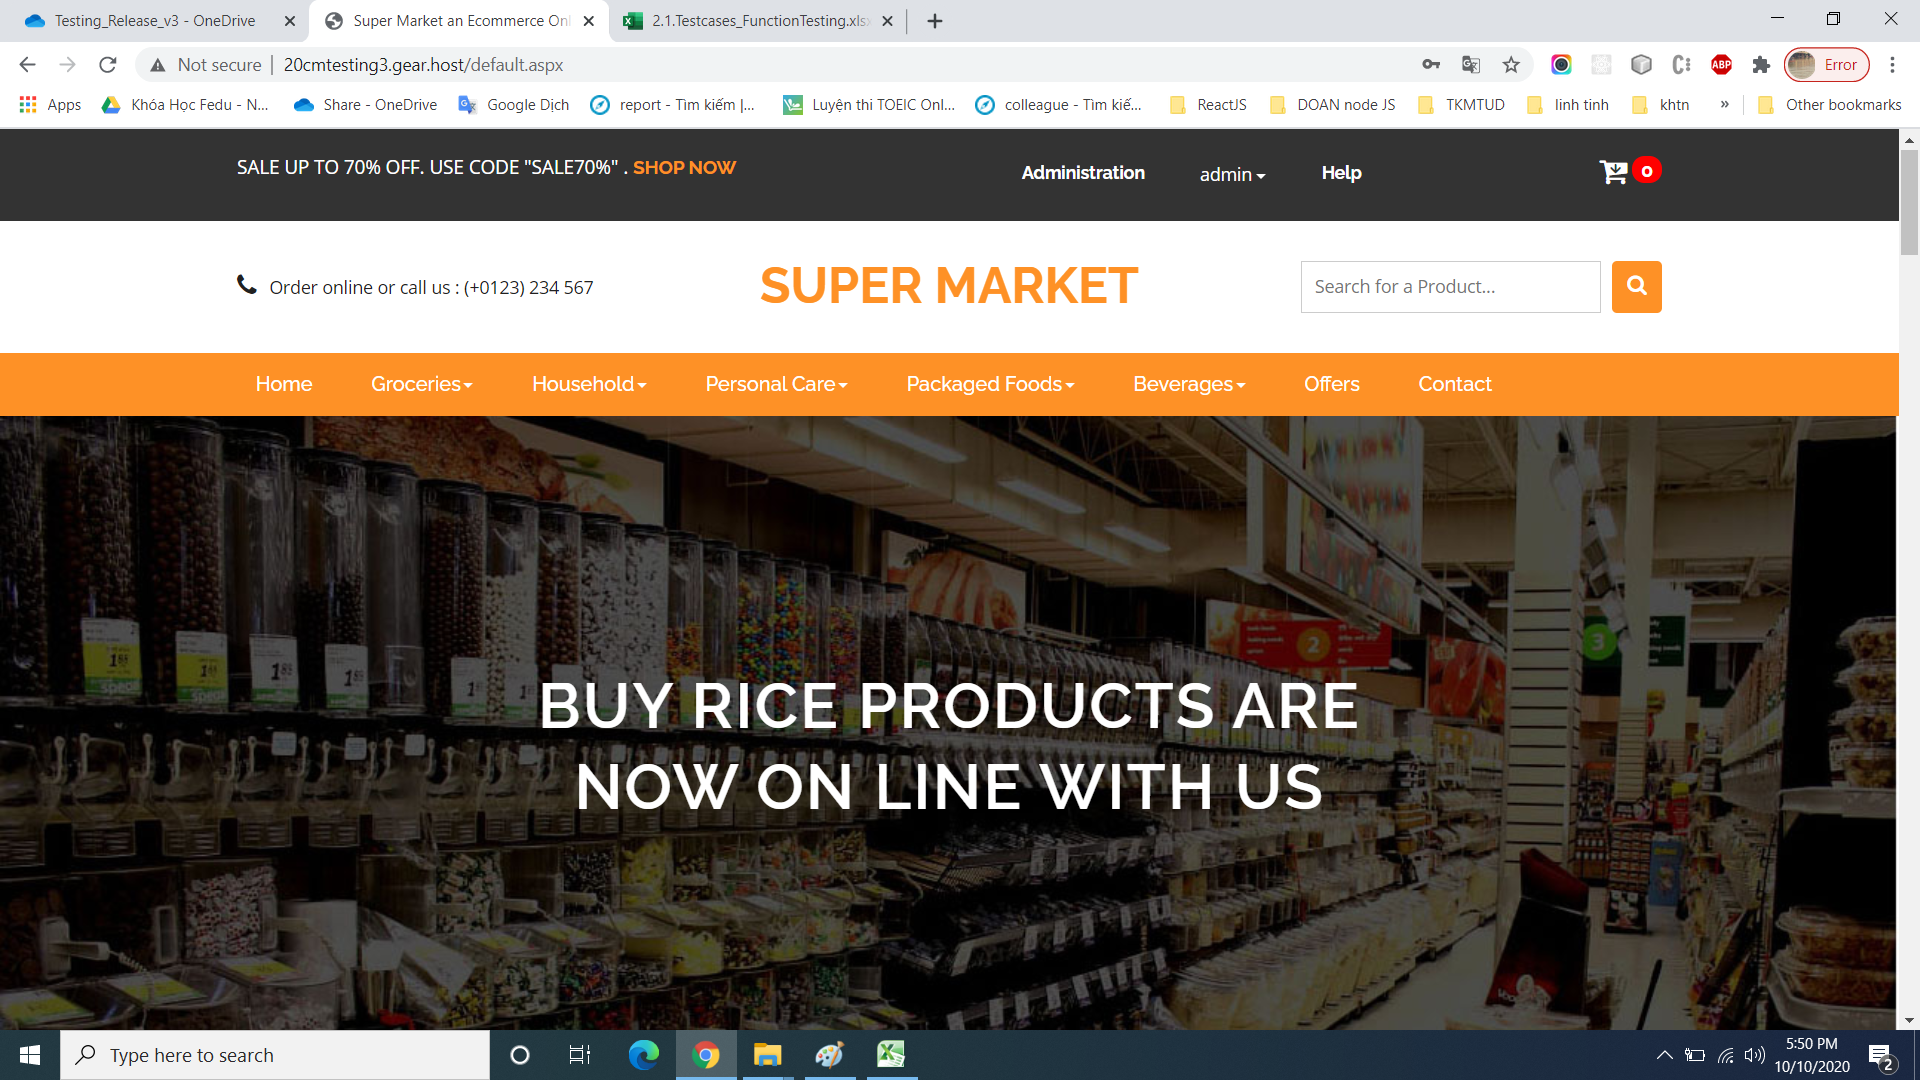 Testing_Release_v3 - OneDrive
Super Market an Ecommerce Onl
2.1.Testcases_FunctionTesting.xlsx
Not secure | 20cmtesting3.gear.host/default.aspx
ABP
Error
Apps
Khóa Học Fedu - N...
Share - OneDrive
Google Dịch
report - Tìm kiếm |...
Luyện thi TOEIC Onl...
colleague - Tìm kiế...
ReactJS
DOAN node JS
TKMTUD
linh tinh
khtn
»
Other bookmarks
SALE UP TO 70% OFF. USE CODE "SALE70%" . SHOP NOW
Administration
admin
Help
0
Order online or call us : (+0123) 234 567
SUPER MARKET
Search for a Product...
Home
Groceries
Household
Personal Care
Packaged Foods
Beverages
Offers
Contact
2
3
BUY RICE PRODUCTS ARE
NOW ON LINE WITH US
Type here to search
5:50 PM
10/10/2020
2